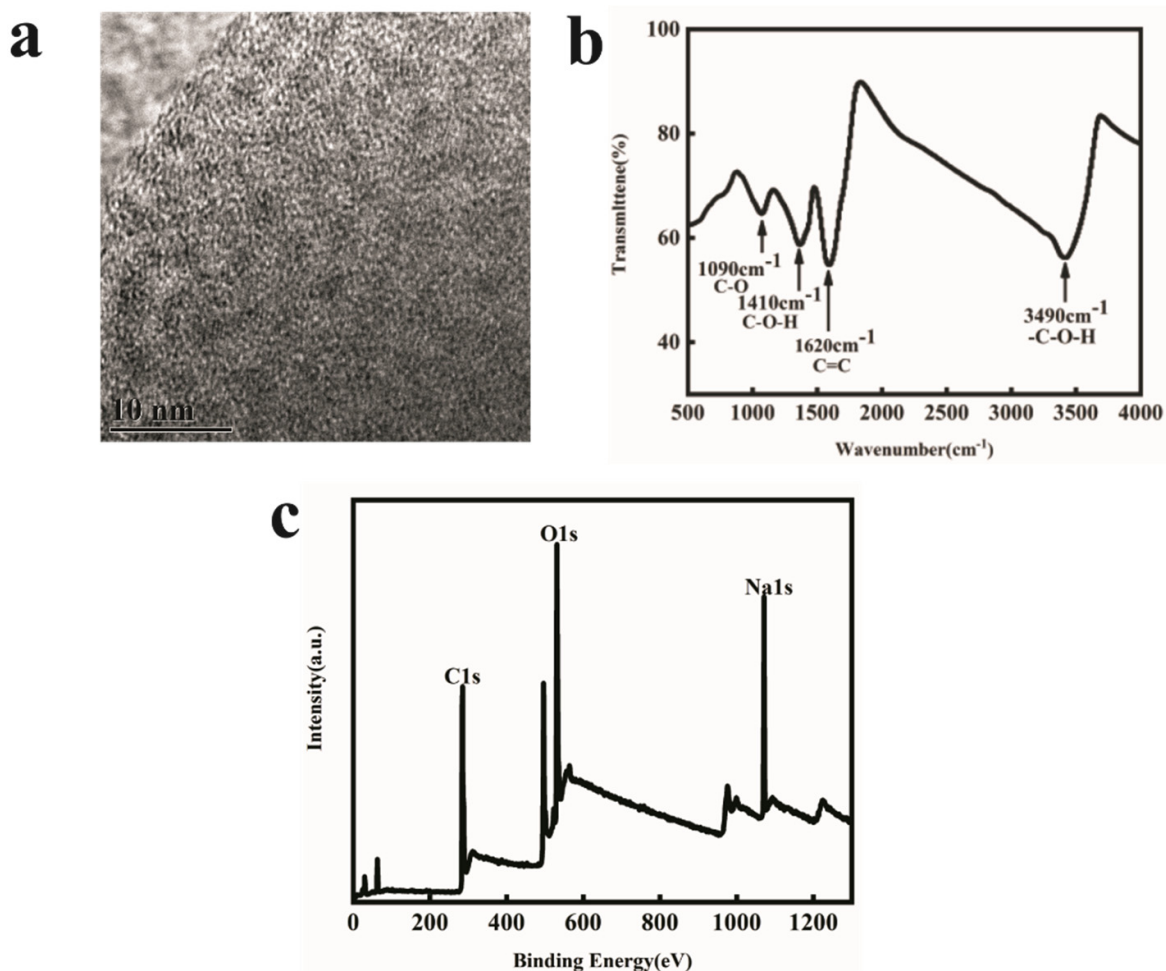 a
10 nm
b
Transmlttene(%)
100
80
60
40
1090cm-1
C-O
1410cm-1
C-O-H
1620cm-1
C=C
3490cm-1
-C-O-H
500 1000 1500 2000 2500 3000 3500 4000
Wavenumber(cm-1)
c
Intensity(a.u.)
C1s
O1s
Na1s
0 200 400 600 800 1000 1200
Binding Energy(eV)